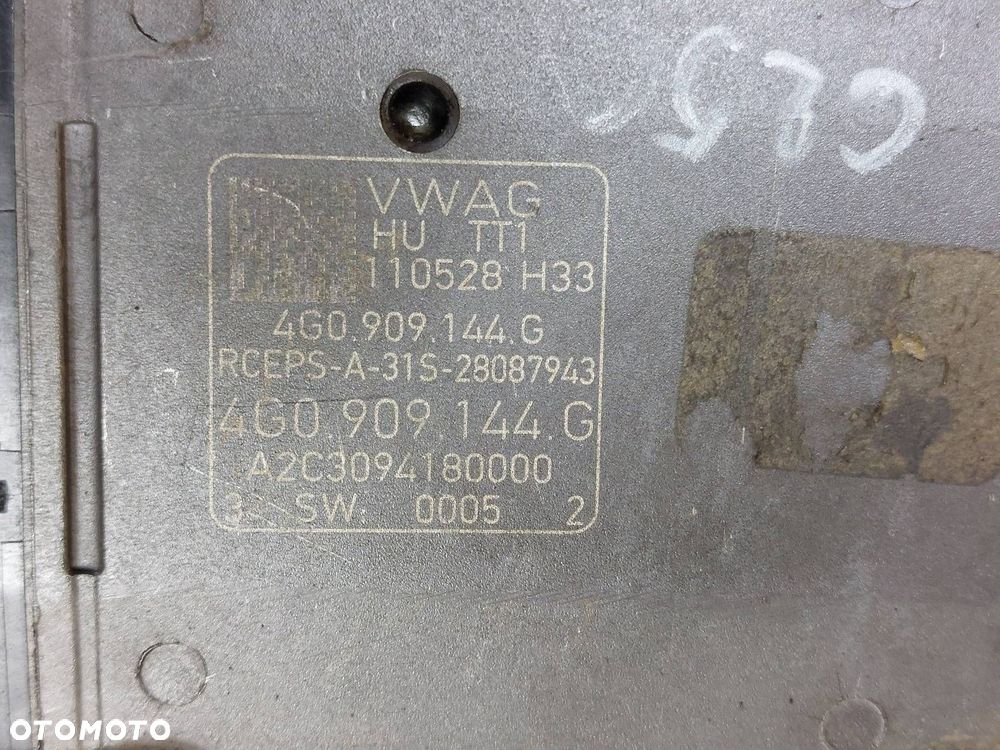 VWAG
HU TT1
110528 H33
4G0.909.144.G
RCEPS-A-31S-28087943
4G0.909.144.G
A2C3094180000
3 SW: 0005 2
OTOMOTO